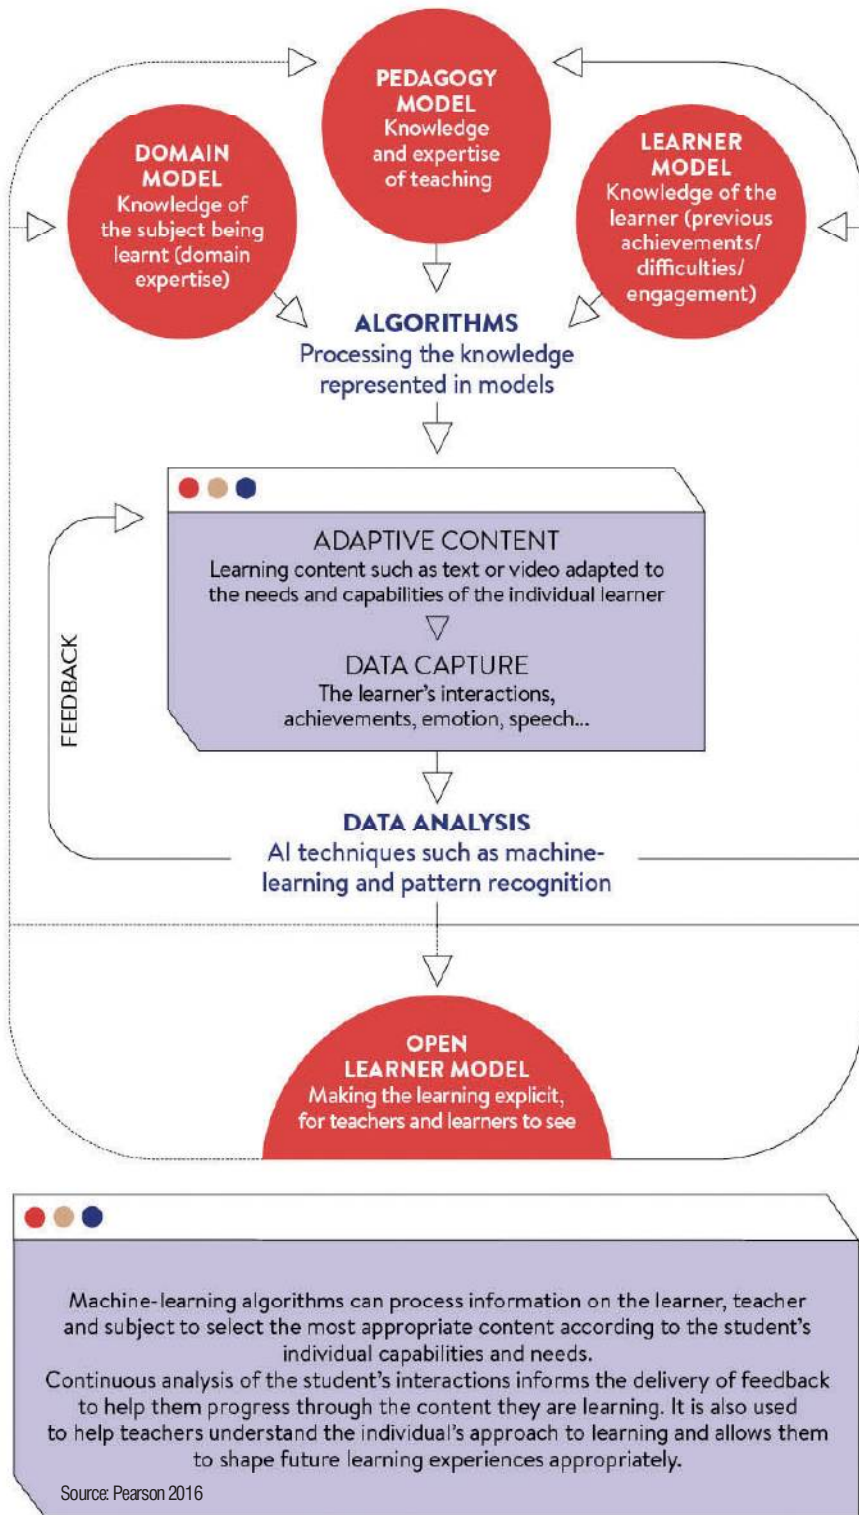 PEDAGOGY
MODEL
Knowledge
and expertise
of teaching
DOMAIN
MODEL
Knowledge of
the subject being
learnt (domain
expertise)
LEARNER
MODEL
Knowledge of the
learner (previous
achievements/
difficulties/
engagement)
ALGORITHMS
Processing the knowledge
represented in models
ADAPTIVE CONTENT
Learning content such as text or video adapted to
the needs and capabilities of the individual learner
DATA CAPTURE
The learner's interactions,
achievements, emotion, speech...
FEEDBACK
DATA ANALYSIS
AI techniques such as machine-
learning and pattern recognition
OPEN
LEARNER MODEL
Making the learning explicit,
for teachers and learners to see
Machine-learning algorithms can process information on the learner, teacher
and subject to select the most appropriate content according to the student's
individual capabilities and needs.
Continuous analysis of the student's interactions informs the delivery of feedback
to help them progress through the content they are learning. It is also used
to help teachers understand the individual's approach to learning and allows them
to shape future learning experiences appropriately.
Source: Pearson 2016